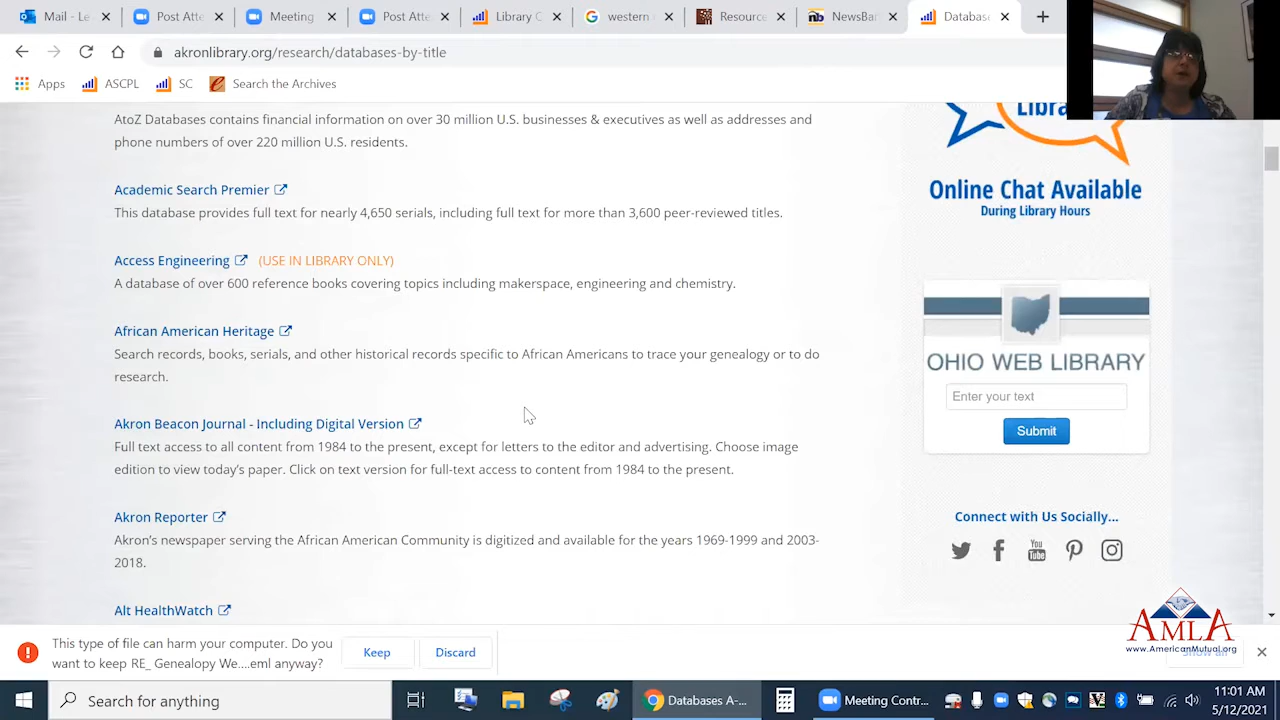 Mail - Le
Post Atte
Meeting
Post Atte
Library C
western
Resource
NewsBan
Database
akronlibrary.org/research/databases-by-title
Apps
ASCPL
SC
Search the Archives
AtoZ Databases contains financial information on over 30 million U.S. businesses & executives as well as addresses and
phone numbers of over 220 million U.S. residents.
Academic Search Premier
This database provides full text for nearly 4,650 serials, including full text for more than 3,600 peer-reviewed titles.
Access Engineering (USE IN LIBRARY ONLY)
A database of over 600 reference books covering topics including makerspace, engineering and chemistry.
African American Heritage
Search records, books, serials, and other historical records specific to African Americans to trace your genealogy or to do
research.
Akron Beacon Journal - Including Digital Version
Full text access to all content from 1984 to the present, except for letters to the editor and advertising. Choose image
edition to view today's paper. Click on text version for full-text access to content from 1984 to the present.
Akron Reporter
Akron's newspaper serving the African American Community is digitized and available for the years 1969-1999 and 2003-
2018.
Alt HealthWatch
Online Chat Available
During Library Hours
OHIO WEB LIBRARY
Enter your text
Submit
Connect with Us Socially...
You
Tube
AMLA
www.AmericanMutual.org
This type of file can harm your computer. Do you
want to keep RE_ Genealopy We....eml anyway?
Keep
Discard
Show all
Search for anything
Databases A-...
Meeting Contr...
11:01 AM
5/12/2021